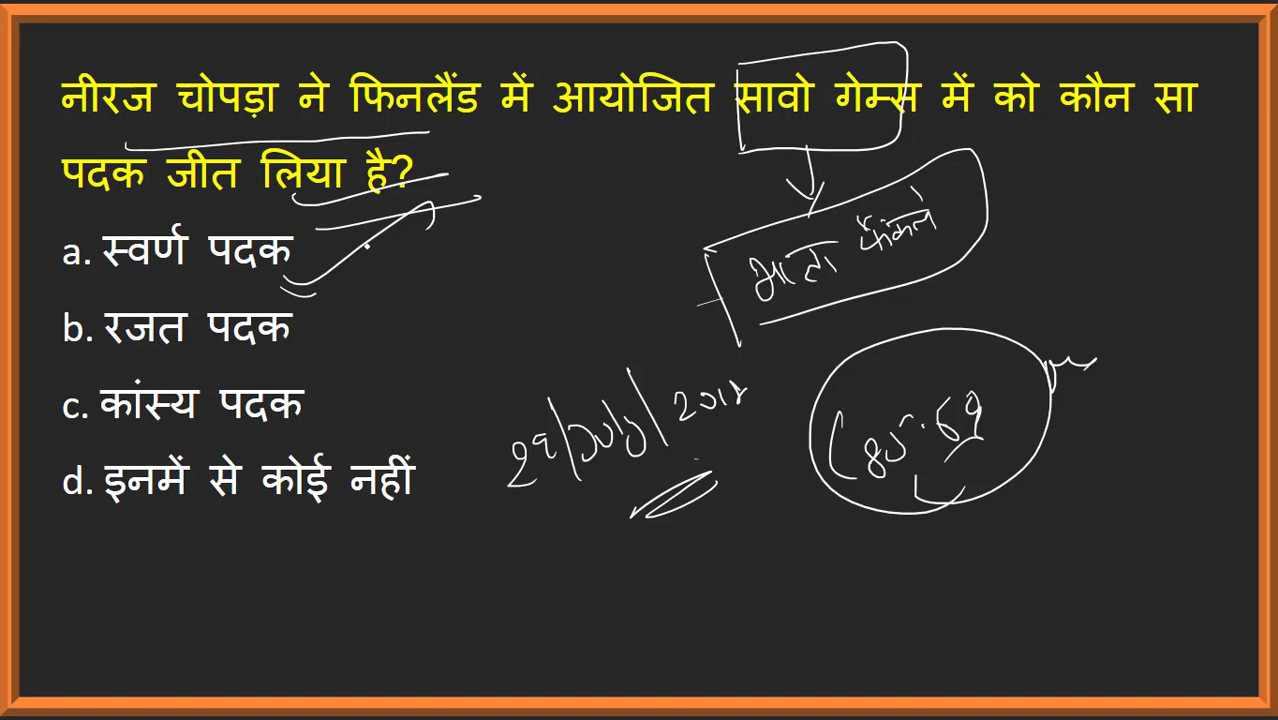 नीरज चोपड़ा ने फिनलैंड में आयोजित सावो गेम्स में को कौन सा
पदक जीत लिया है?
a. स्वर्ण पदक
b. रजत पदक
c. कांस्य पदक
d. इनमें से कोई नहीं
85.69